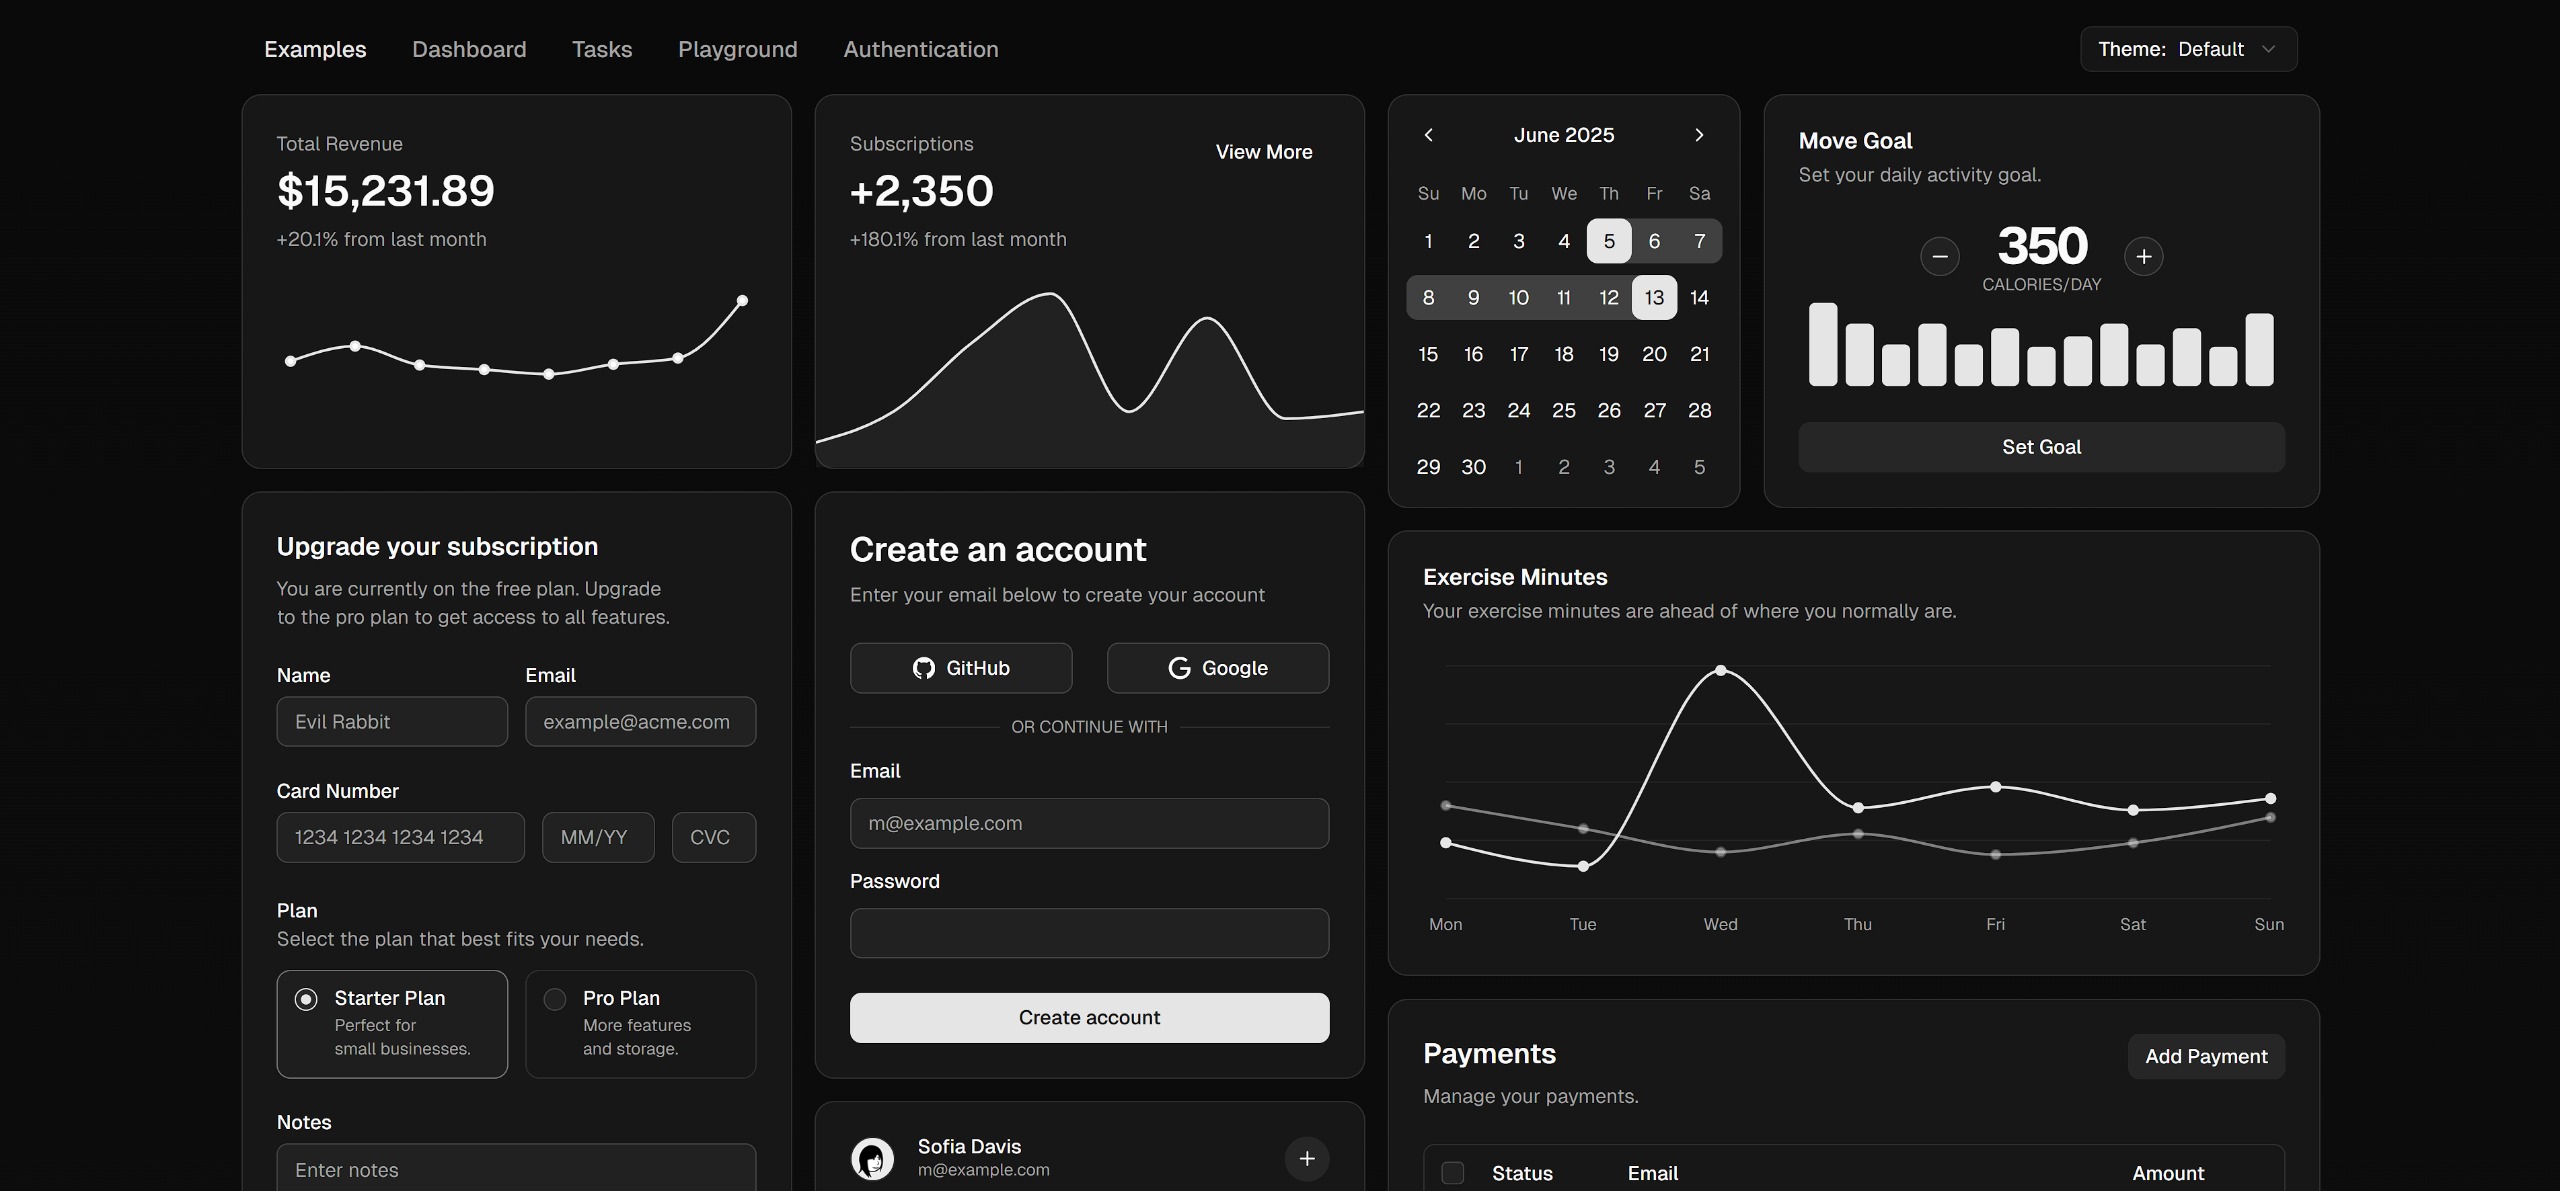 Examples Dashboard Tasks Playground Authentication
Theme: Default
Total Revenue
$15,231.89
+20.1% from last month
Subscriptions
+2,350
+180.1% from last month
View More
June 2025
Su Mo Tu We Th Fr Sa
1 2 3 4 5 6 7
8 9 10 11 12 13 14
15 16 17 18 19 20 21
22 23 24 25 26 27 28
29 30 1 2 3 4 5
Move Goal
Set your daily activity goal.
350
CALORIES/DAY
Set Goal
Upgrade your subscription
You are currently on the free plan. Upgrade
to the pro plan to get access to all features.
Name Email
Evil Rabbit example@acme.com
Card Number
1234 1234 1234 1234 MM/YY CVC
Plan
Select the plan that best fits your needs.
Starter Plan
Perfect for
small businesses.
Pro Plan
More features
and storage.
Notes
Enter notes
Create an account
Enter your email below to create your account
GitHub Google
OR CONTINUE WITH
Email
m@example.com
Password
Create account
Sofia Davis
m@example.com
Exercise Minutes
Your exercise minutes are ahead of where you normally are.
Mon Tue Wed Thu Fri Sat Sun
Payments
Manage your payments.
Add Payment
Status Email Amount